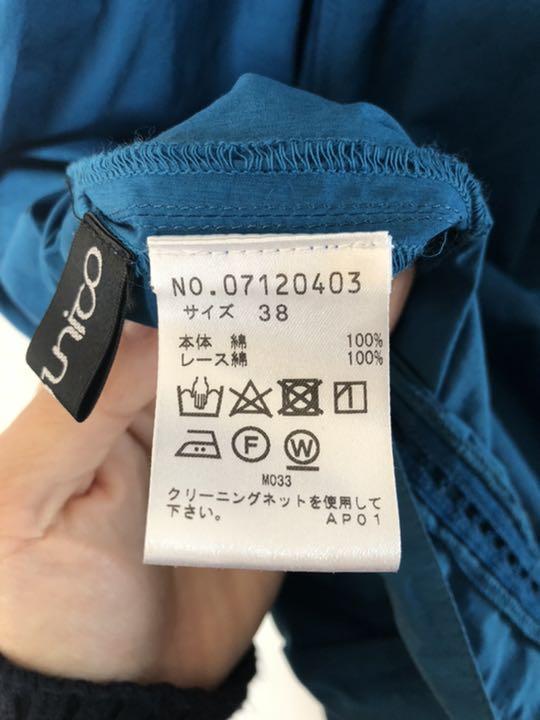 unico
NO.07120403
サイズ 38
本体 綿 100%
レース綿 100%
F W
M033
クリーニングネットを使用して
下さい。 AP01